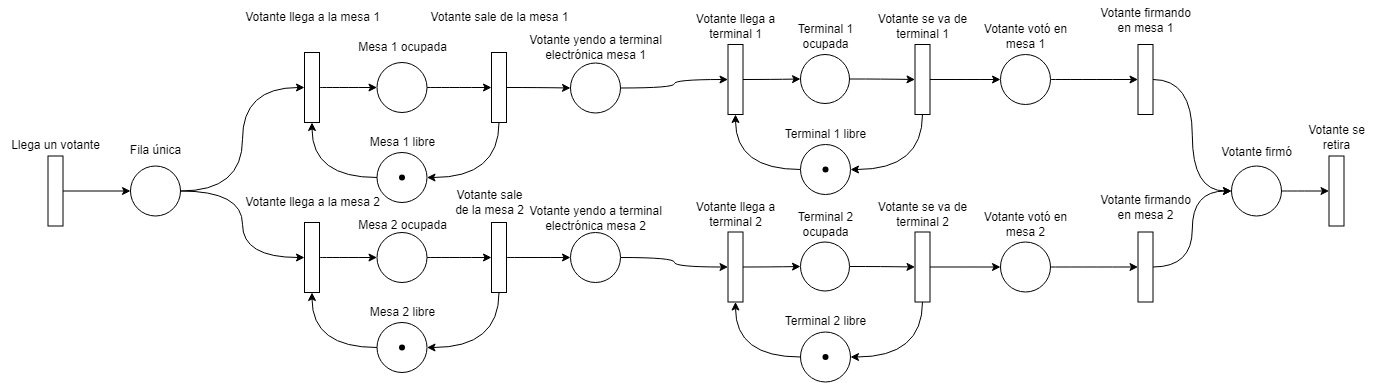 Llega un votante
Fila única
Votante llega a la mesa 1
Mesa 1 ocupada
Votante sale de la mesa 1
Mesa 1 libre
Votante yendo a terminal
electrónica mesa 1
Votante llega a
terminal 1
Terminal 1
ocupada
Votante se va de
terminal 1
Terminal 1 libre
Votante votó en
mesa 1
Votante firmando
en mesa 1
Votante llega a la mesa 2
Mesa 2 ocupada
Votante sale
de la mesa 2
Mesa 2 libre
Votante yendo a terminal
electrónica mesa 2
Votante llega a
terminal 2
Terminal 2
ocupada
Votante se va de
terminal 2
Terminal 2 libre
Votante votó en
mesa 2
Votante firmando
en mesa 2
Votante firmó
Votante se
retira